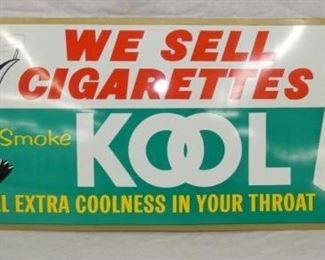 WE SELL
CIGARETTES
Smoke
KOOL
EXTRA COOLNESS IN YOUR THROAT